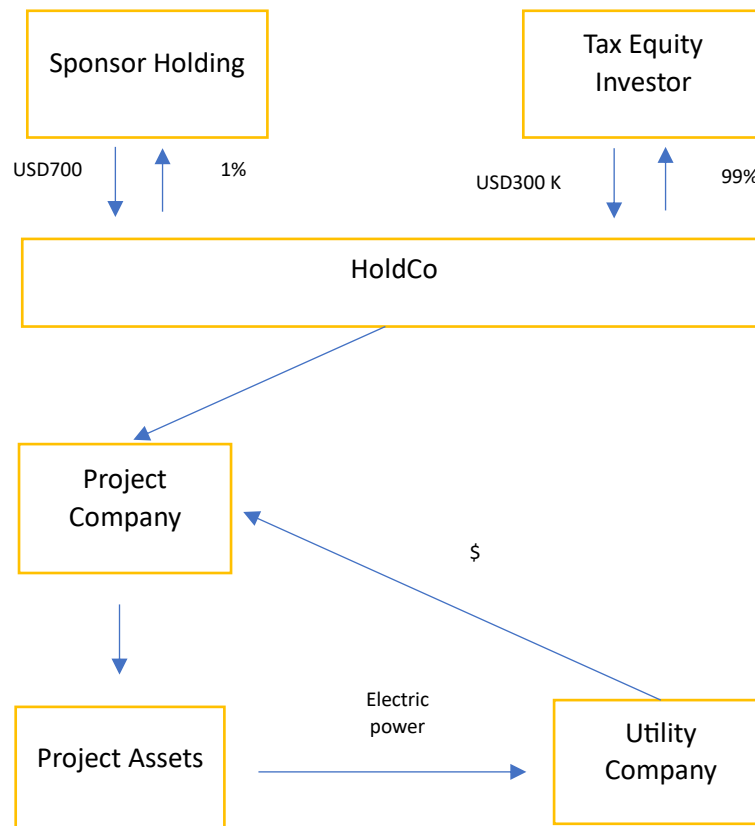 Sponsor Holding
Tax Equity
Investor
USD700
1%
USD300 K
99%
HoldCo
Project
Company
$
Electric
power
Project Assets
Utility
Company